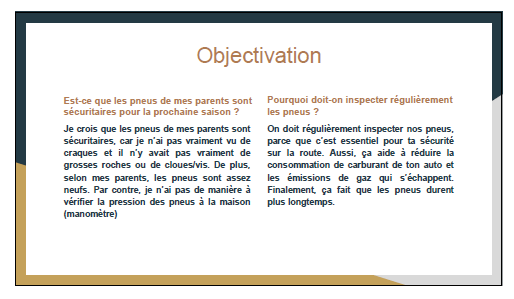 Objectivation
Est-ce que les pneus de mes parents sont
sécuritaires pour la prochaine saison ?
Je crois que les pneus de mes parents sont
sécuritaires, car je n'ai pas vraiment vu de
craques et il n'y avait pas vraiment de
grosses roches ou de cloues/vis. De plus,
selon mes parents, les pneus sont assez
neufs. Par contre, je n'ai pas de manière à
vérifier la pression des pneus à la maison
(manomètre)
Pourquoi doit-on inspecter régulièrement
les pneus ?
On doit régulièrement inspecter nos pneus,
parce que c'est essentiel pour ta sécurité
sur la route. Aussi, ça aide à réduire la
consommation de carburant de ton auto et
les émissions de gaz qui s'échappent.
Finalement, ça fait que les pneus durent
plus longtemps.